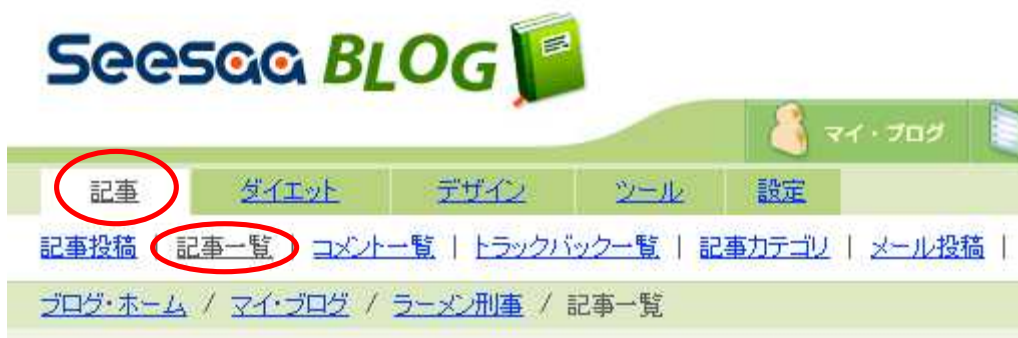 Seesaa BLOG
マイ・ブログ
記事 ダイエット デザイン ツール 設定
記事投稿 | 記事一覧 | コメント一覧 | トラックバック一覧 | 記事カテゴリ | メール投稿 |
ブログ・ホーム / マイ・ブログ / ラーメン刑事 / 記事一覧